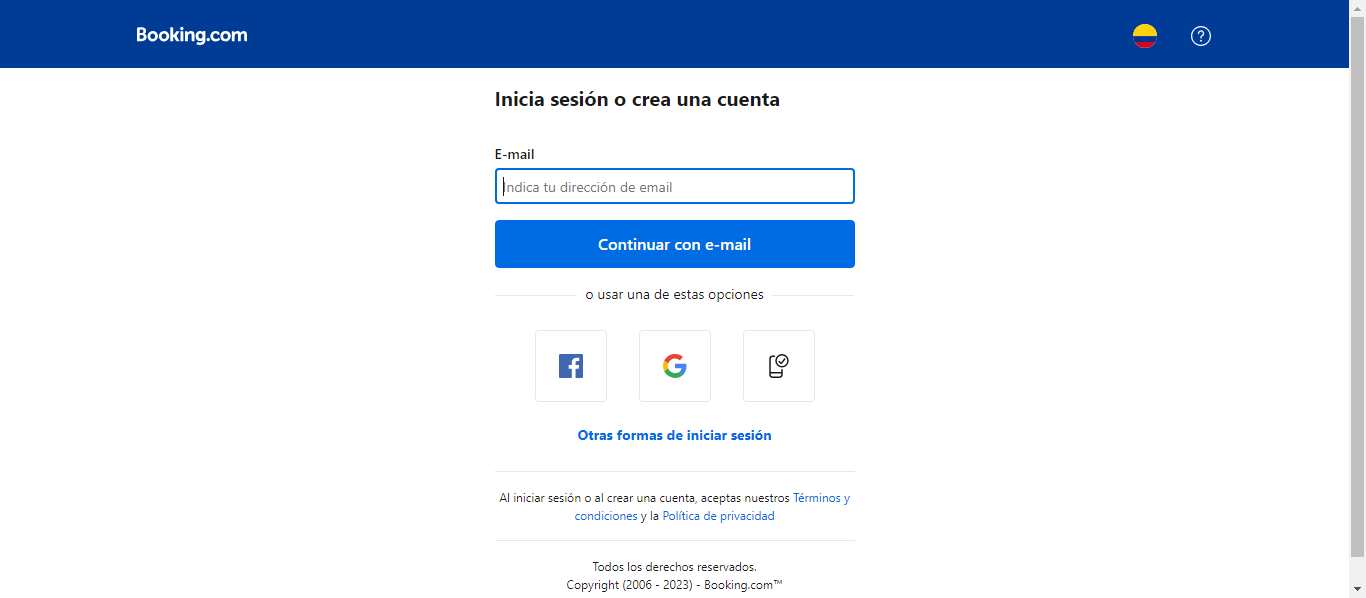 Booking.com
Inicia sesión o crea una cuenta
E-mail
Indica tu dirección de email
Continuar con e-mail
o usar una de estas opciones
Otras formas de iniciar sesión
Al iniciar sesión o al crear una cuenta, aceptas nuestros Términos y
condiciones y la Política de privacidad
Todos los derechos reservados.
Copyright (2006 - 2023) - Booking.com™